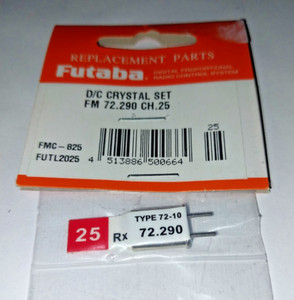 REPLACEMENT PARTS
Futaba
DIGITAL PROPORTIONAL
RADIO CONTROL SYSTEM
D/C CRYSTAL SET
FM 72.290 CH.25
25
FMC-825
FUTL2025
4 513886 500664
25 Rx TYPE 72-10
72.290